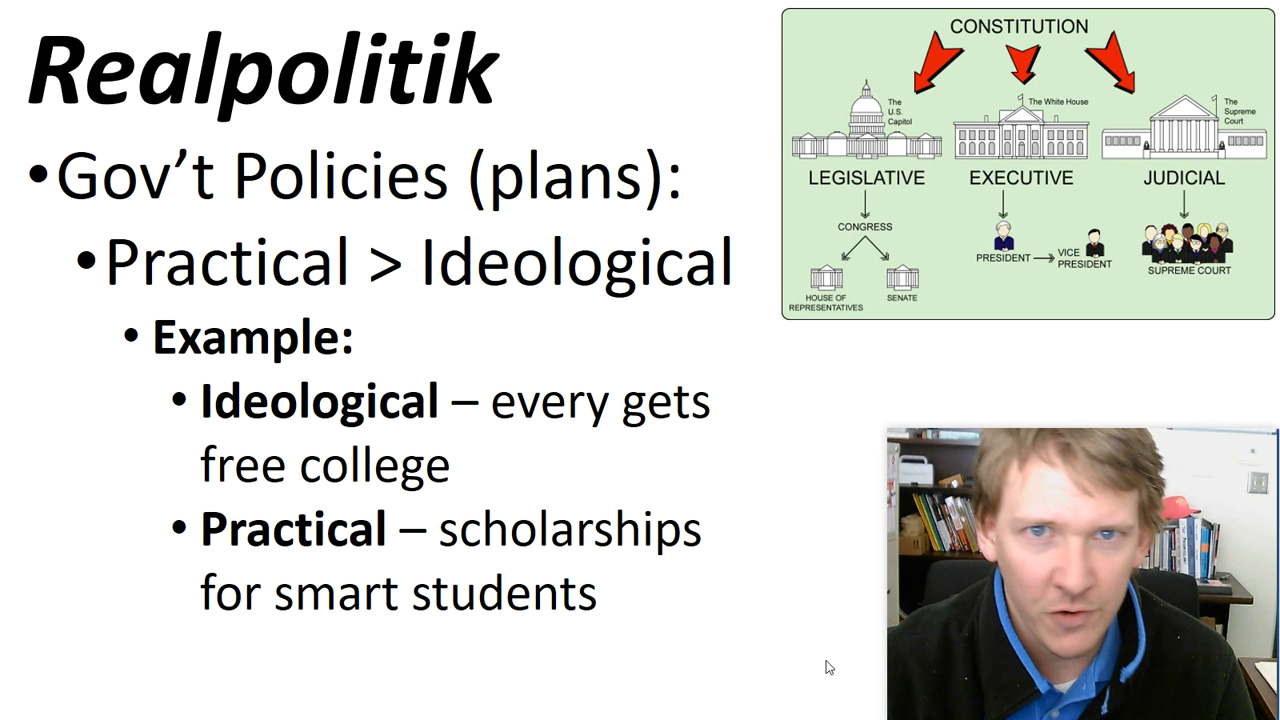 Realpolitik
•Gov't Policies (plans):
•Practical > Ideological
• Example:
• Ideological – every gets
free college
• Practical – scholarships
for smart students
CONSTITUTION
The
U.S.
Capitol
The White House
The
Supreme
Court
LEGISLATIVE
EXECUTIVE
JUDICIAL
CONGRESS
PRESIDENT
VICE
PRESIDENT
SUPREME COURT
HOUSE OF
REPRESENTATIVES
SENATE